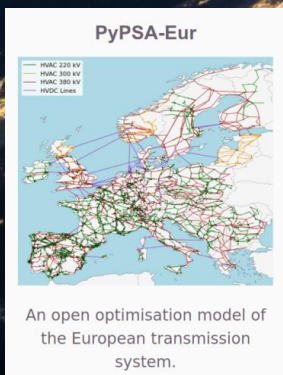 PyPSA-Eur
HVAC 220 kV
HVAC 300 kV
HVAC 380 kV
HVDC Lines
An open optimisation model of
the European transmission
system.